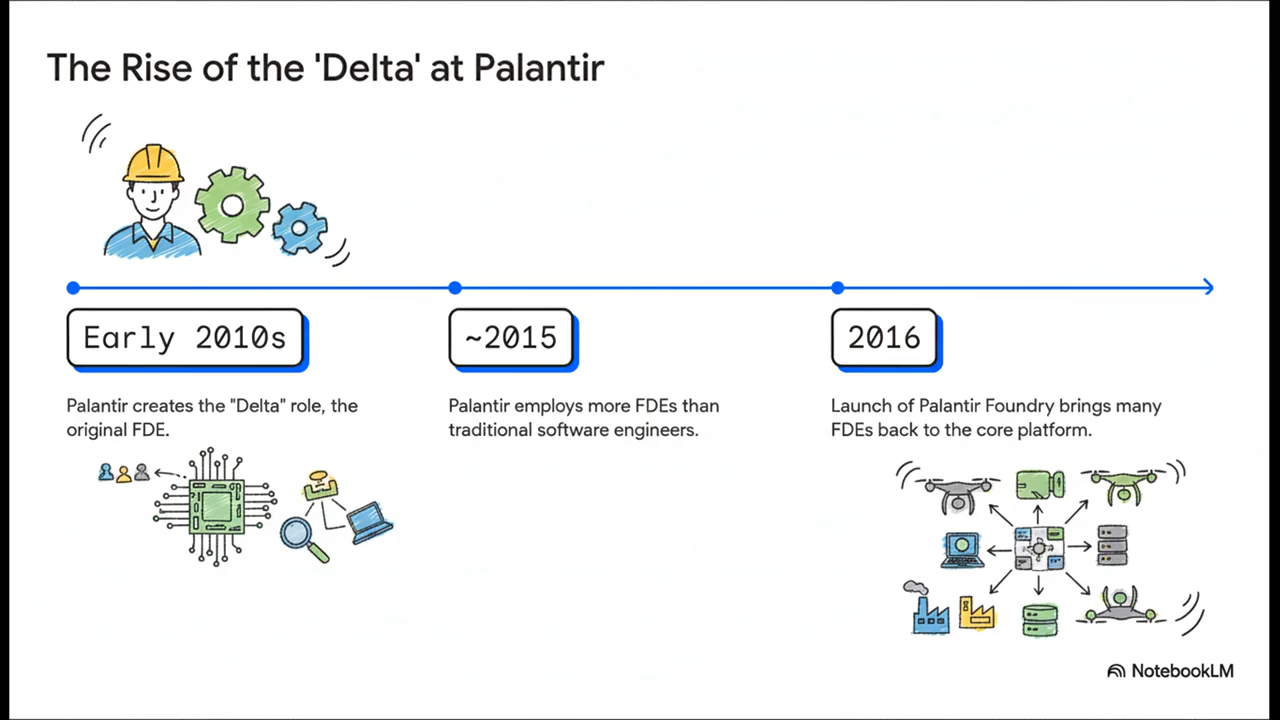 The Rise of the 'Delta' at Palantir
Early 2010s
Palantir creates the "Delta" role, the
original FDE.
~2015
Palantir employs more FDEs than
traditional software engineers.
2016
Launch of Palantir Foundry brings many
FDEs back to the core platform.
NotebookLM